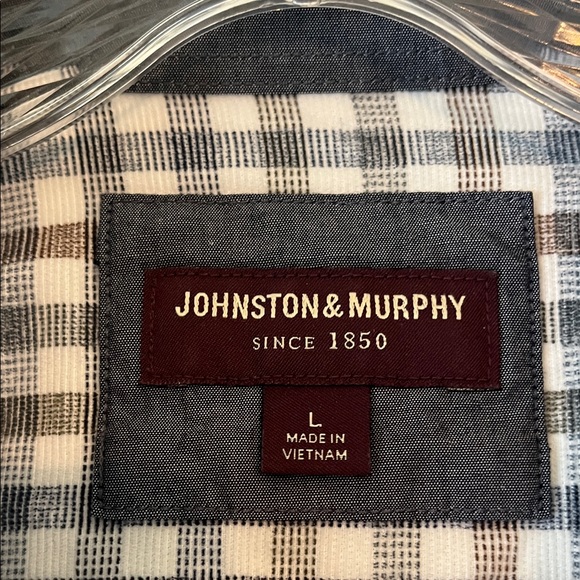 JOHNSTON & MURPHY
SINCE 1850
L
MADE IN
VIETNAM